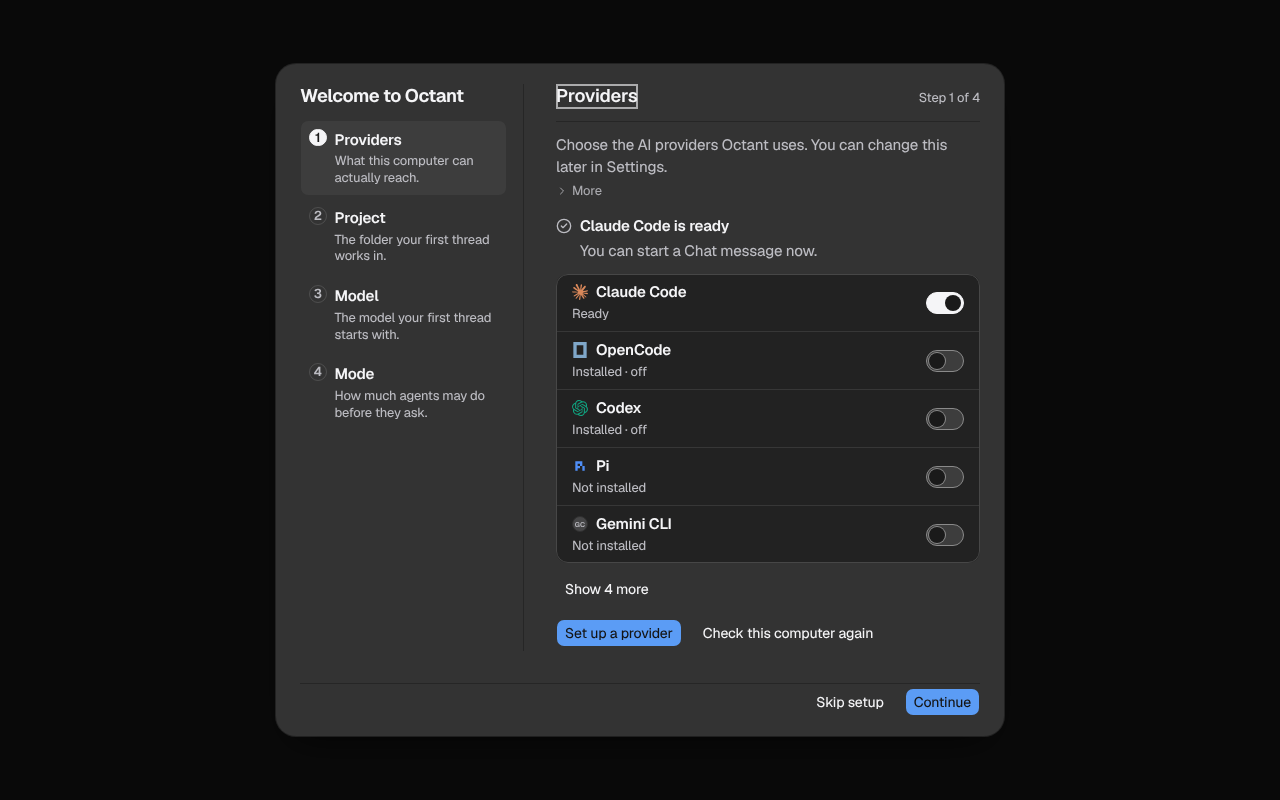 Welcome to Octant
1
Providers
What this computer can
actually reach.
2
Project
The folder your first thread
works in.
3
Model
The model your first thread
starts with.
4
Mode
How much agents may do
before they ask.
Providers
Step 1 of 4
Choose the AI providers Octant uses. You can change this
later in Settings.
More
Claude Code is ready
You can start a Chat message now.
Claude Code
Ready
OpenCode
Installed · off
Codex
Installed · off
Pi
Not installed
GC
Gemini CLI
Not installed
Show 4 more
Set up a provider
Check this computer again
Skip setup
Continue